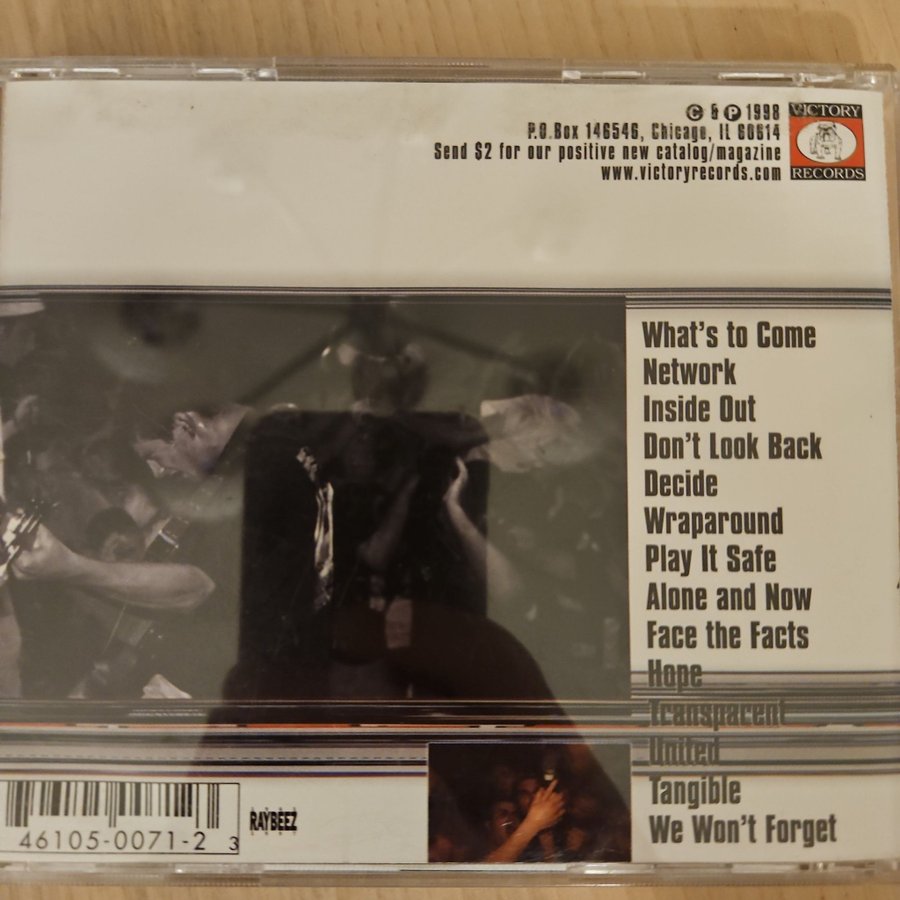 © & ℗ 1998
P.O.Box 146546, Chicago, IL 60614
Send $2 for our positive new catalog/magazine
www.victoryrecords.com
VICTORY
RECORDS
What's to Come
Network
Inside Out
Don't Look Back
Decide
Wraparound
Play It Safe
Alone and Now
Face the Facts
Hope
Transparent
United
Tangible
We Won't Forget
46105-0071-2 3
RAYBEEZ